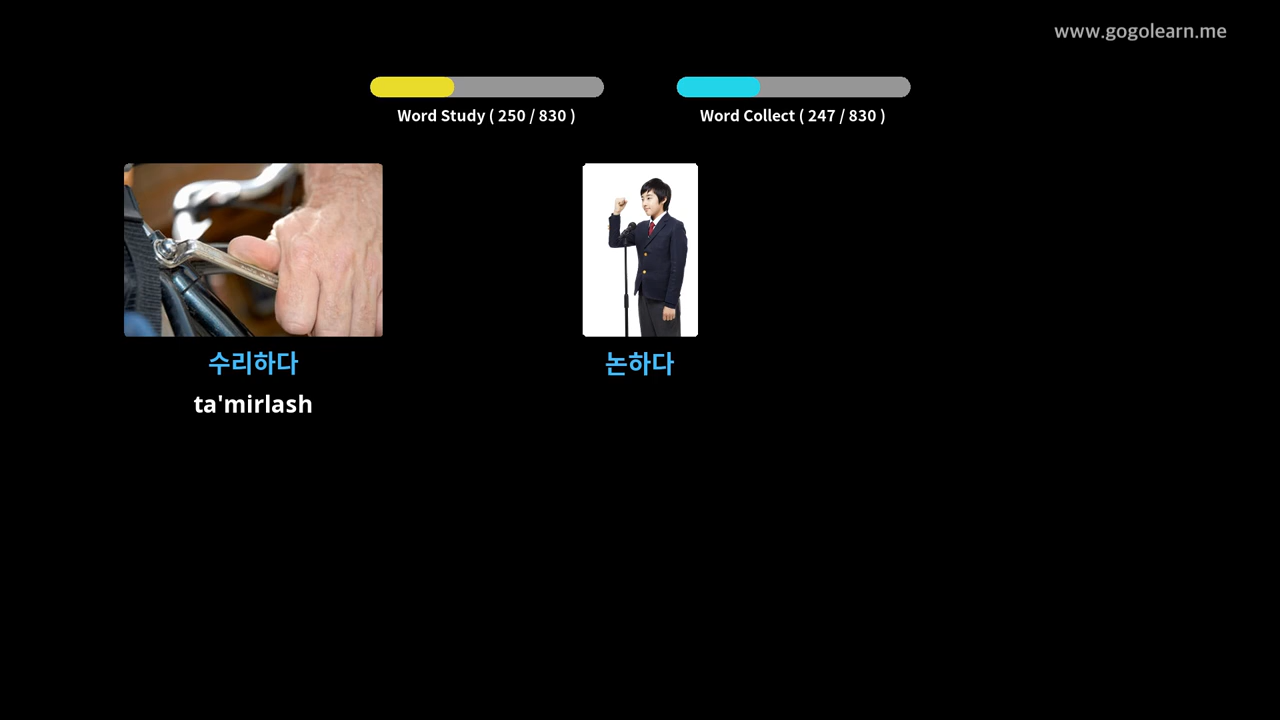 www.gogolearn.me
Word Study ( 250 / 830 )
Word Collect ( 247 / 830 )
수리하다
논하다
ta'mirlash